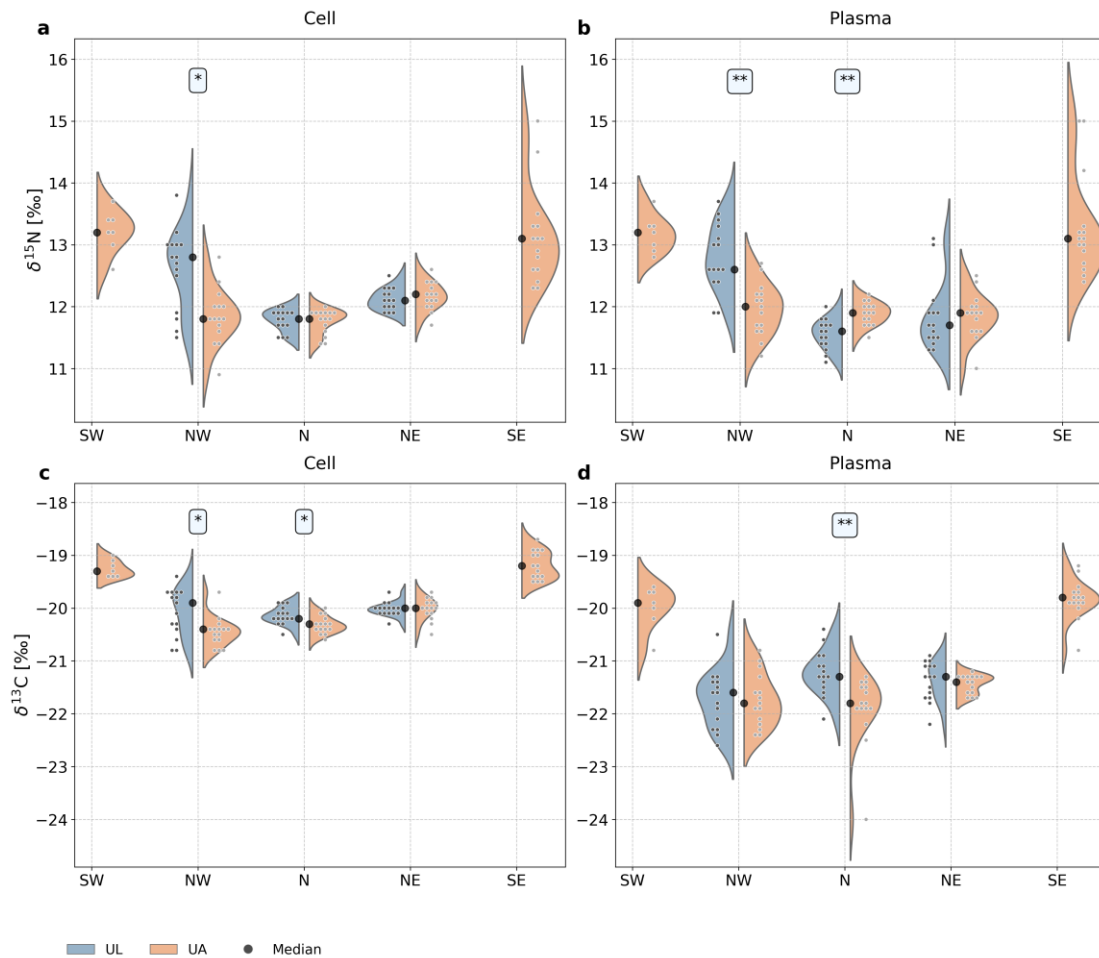 a
Cell
b
Plasma
δ¹⁵N [‰]
16
15
14
13
12
11
*
SW
NW
N
NE
SE
16
15
14
13
12
11
**
**
SW
NW
N
NE
SE
c
Cell
d
Plasma
δ¹³C [‰]
−18
−19
−20
−21
−22
−23
−24
*
*
SW
NW
N
NE
SE
−18
−19
−20
−21
−22
−23
−24
**
SW
NW
N
NE
SE
UL
UA
Median